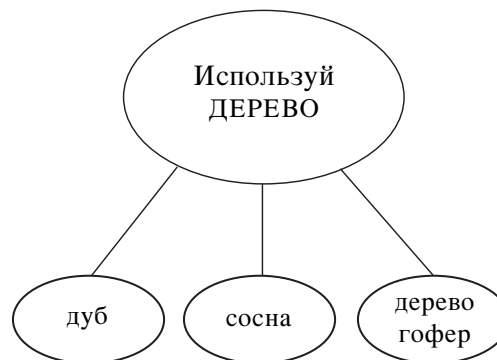 Используй
ДЕРЕВО
дуб
сосна
дерево
гофер